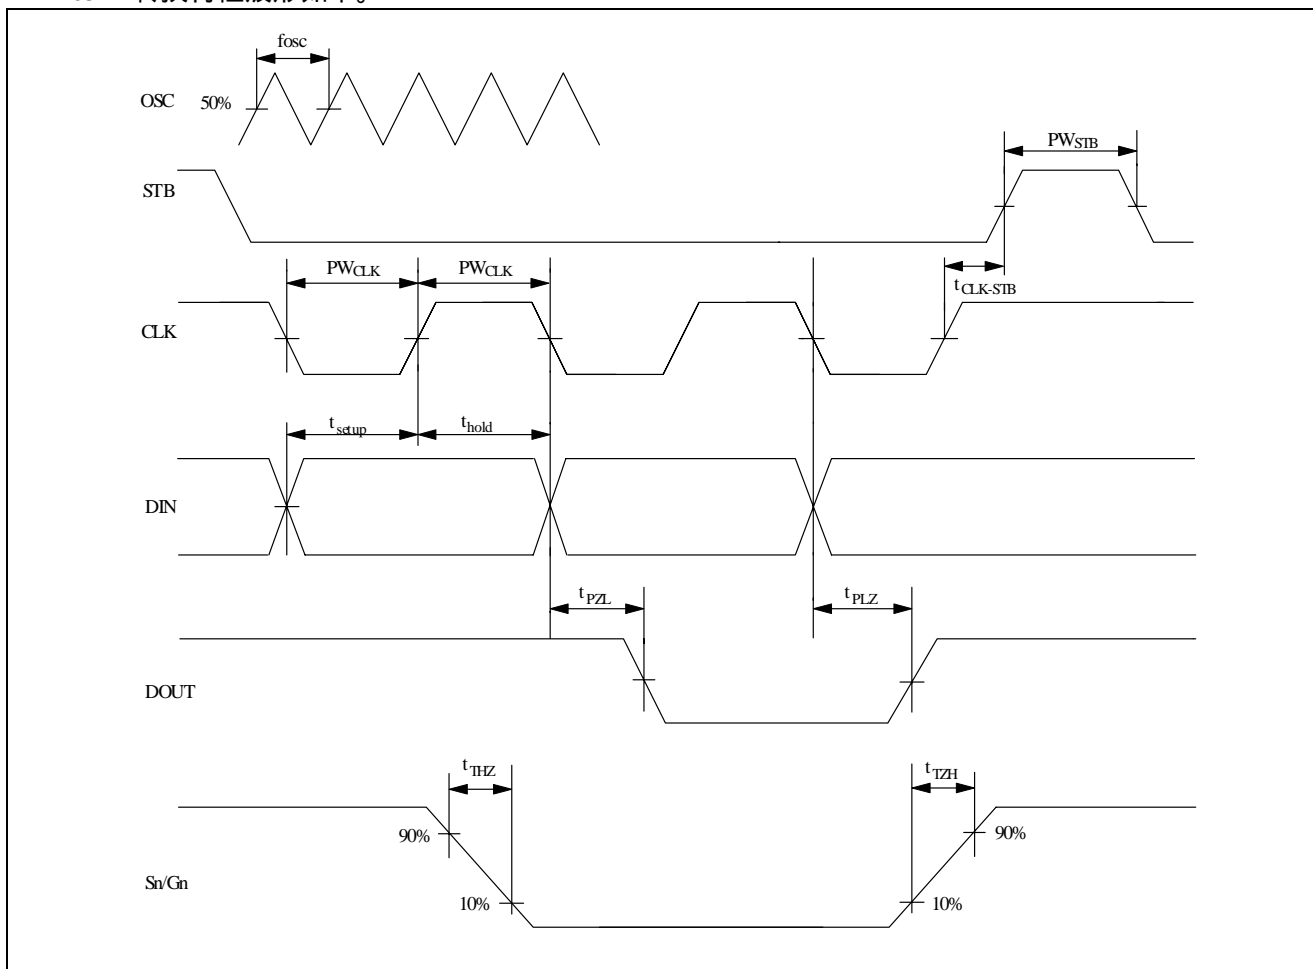 fosc
OSC 50%
PWSTB
STB
PWCLK PWCLK
tCLK-STB
CLK
tsetup thold
DIN
tPZL tPLZ
DOUT
tTHZ tTZH
90% 90%
Sn/Gn
10% 10%